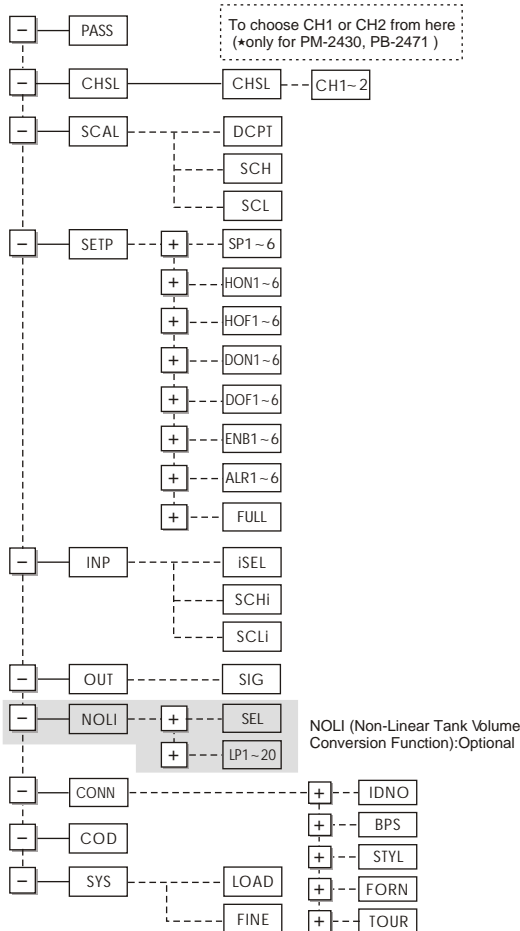 PASS
To choose CH1 or CH2 from here
(★only for PM-2430, PB-2471 )
CHSL CHSL CH1~2
SCAL DCPT
SCH
SCL
SETP + SP1~6
+ HON1~6
+ HOF1~6
+ DON1~6
+ DOF1~6
+ ENB1~6
+ ALR1~6
+ FULL
INP iSEL
SCHi
SCLi
OUT SIG
NOLI + SEL
+ LP1~20
NOLI (Non-Linear Tank Volume
Conversion Function):Optional
CONN + IDNO
+ BPS
COD + STYL
SYS LOAD + FORN
FINE + TOUR